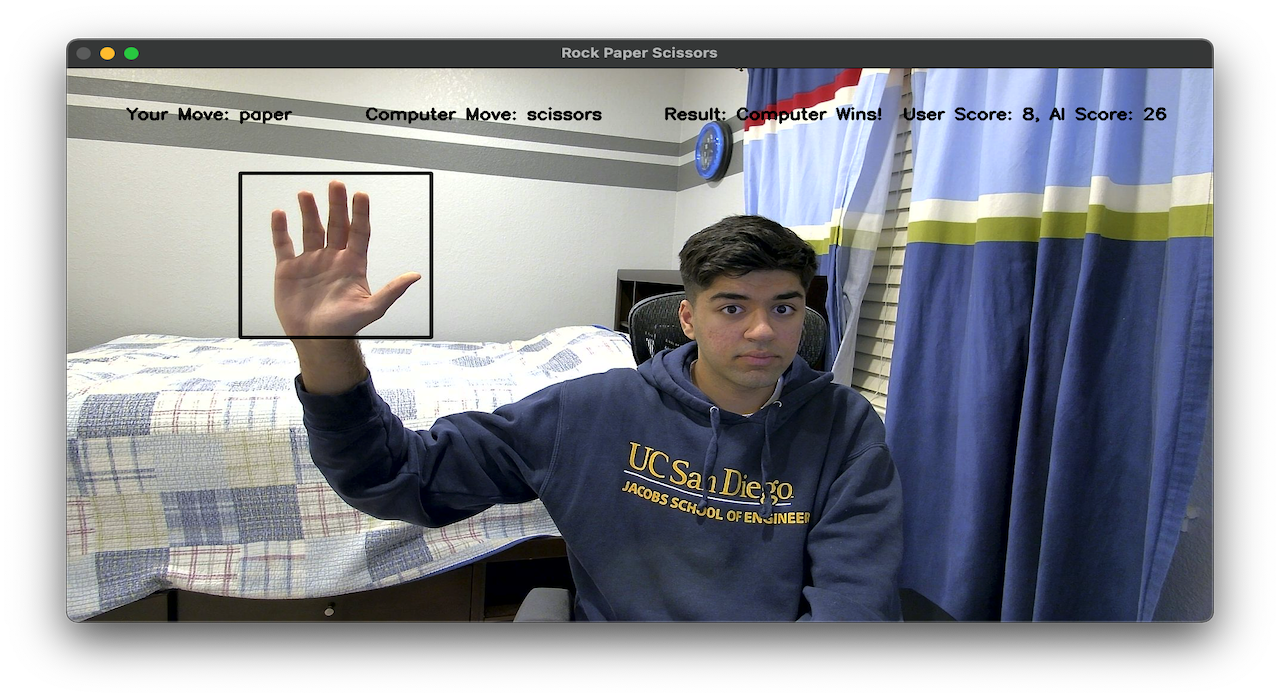 Rock Paper Scissors
Your Move: paper
Computer Move: scissors
Result: Computer Wins!
User Score: 8, AI Score: 26
UC San Diego
JACOBS SCHOOL OF ENGINEER